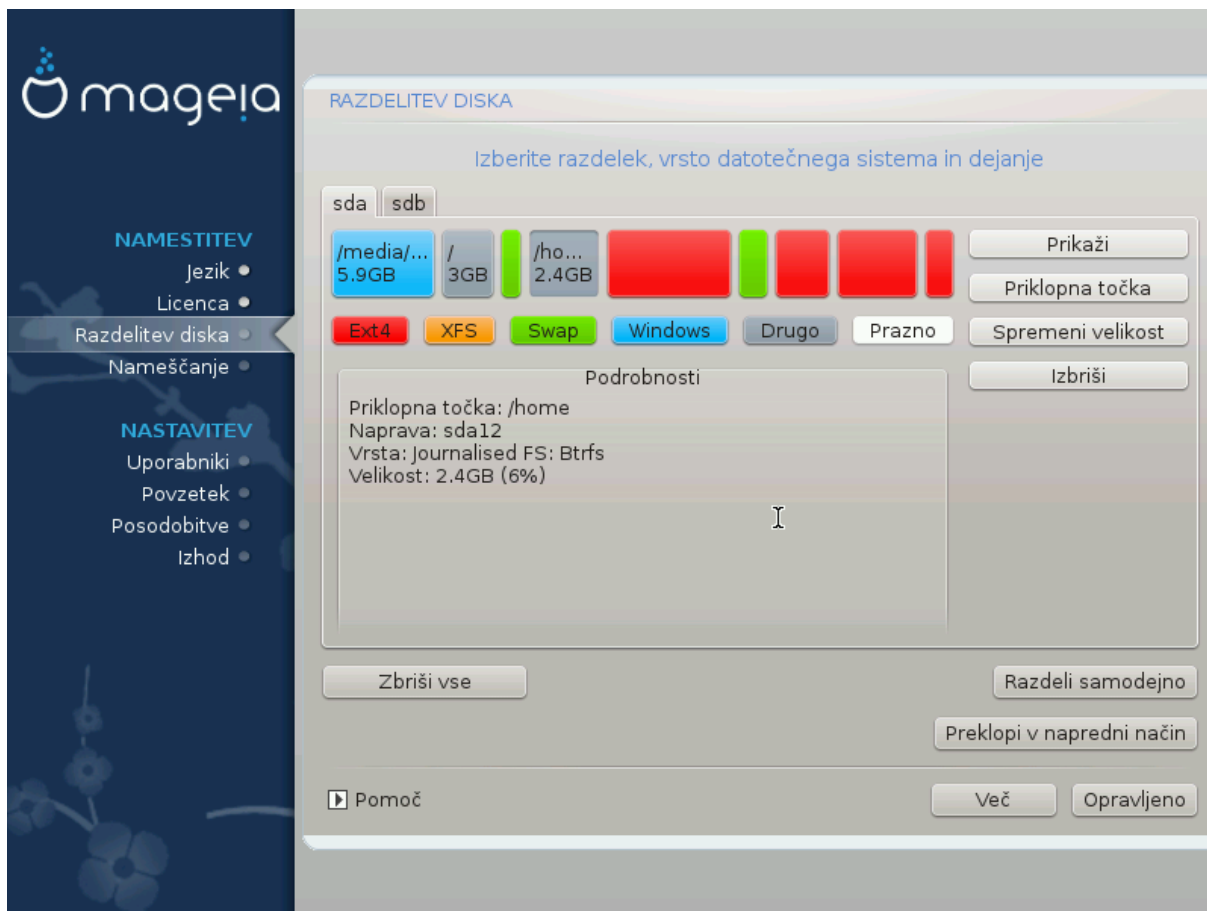 mageia
NAMESTITEV
Jezik
Licenca
Razdelitev diska
Nameščanje
NASTAVITEV
Uporabniki
Povzetek
Posodobitve
Izhod
RAZDELITEV DISKA
Izberite razdelek, vrsto datotečnega sistema in dejanje
sda sdb
/media/... / /ho...
5.9GB 3GB 2.4GB
Ext4 XFS Swap Windows Drugo Prazno
Podrobnosti
Priklopna točka: /home
Naprava: sda12
Vrsta: Journalised FS: Btrfs
Velikost: 2.4GB (6%)
Prikaži
Priklopna točka
Spremeni velikost
Izbriši
Zbriši vse
Razdeli samodejno
Preklopi v napredni način
Pomoč
Več
Opravljeno